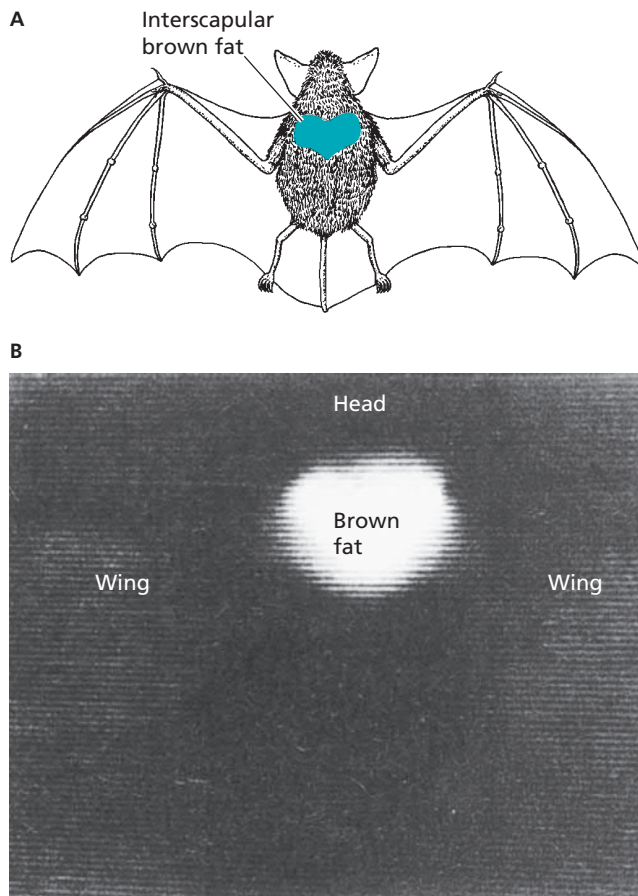 A
Interscapular
brown fat
B
Head
Brown
fat
Wing
Wing